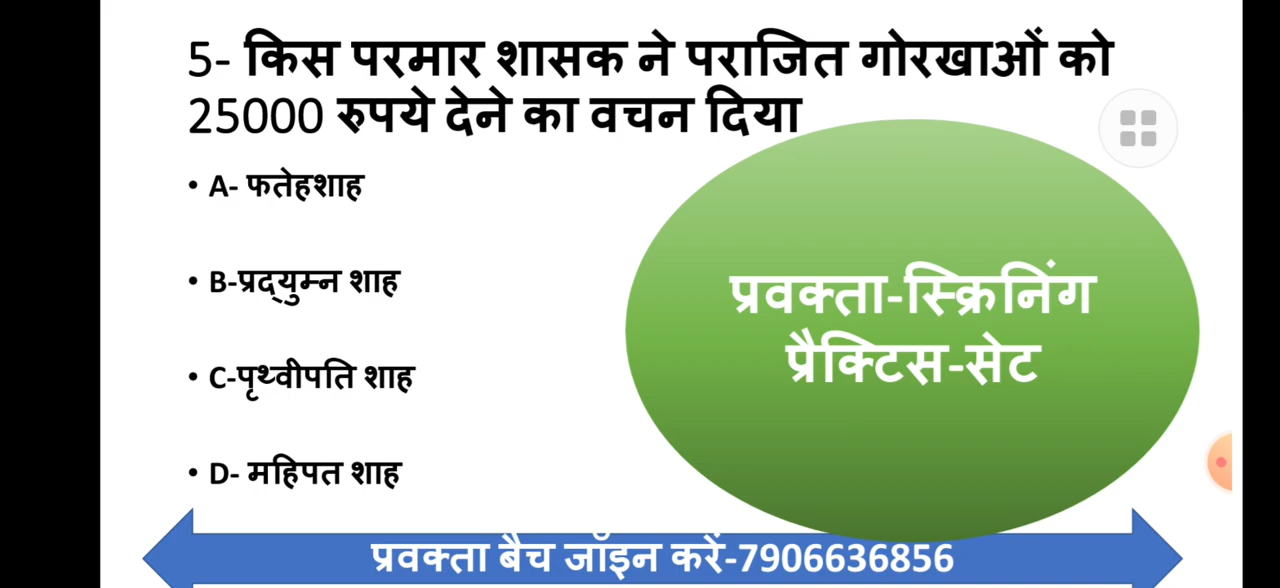 5- किस परमार शासक ने पराजित गोरखाओं को
25000 रुपये देने का वचन दिया
• A- फतेहशाह
• B-प्रद्युम्न शाह
• C-पृथ्वीपति शाह
• D- महिपत शाह
प्रवक्ता-स्क्रिनिंग
प्रैक्टिस-सेट
प्रवक्ता बैच जॉइन करें-7906636856